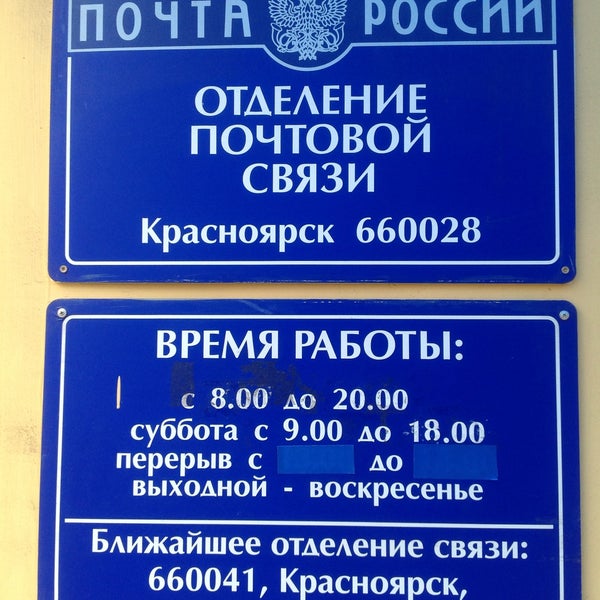 ПОЧТА РОССИИ
ОТДЕЛЕНИЕ
ПОЧТОВОЙ
СВЯЗИ
Красноярск 660028
ВРЕМЯ РАБОТЫ:
с 8.00 до 20.00
суббота с 9.00 до 18.00
перерыв с до
выходной - воскресенье
Ближайшее отделение связи:
660041, Красноярск,